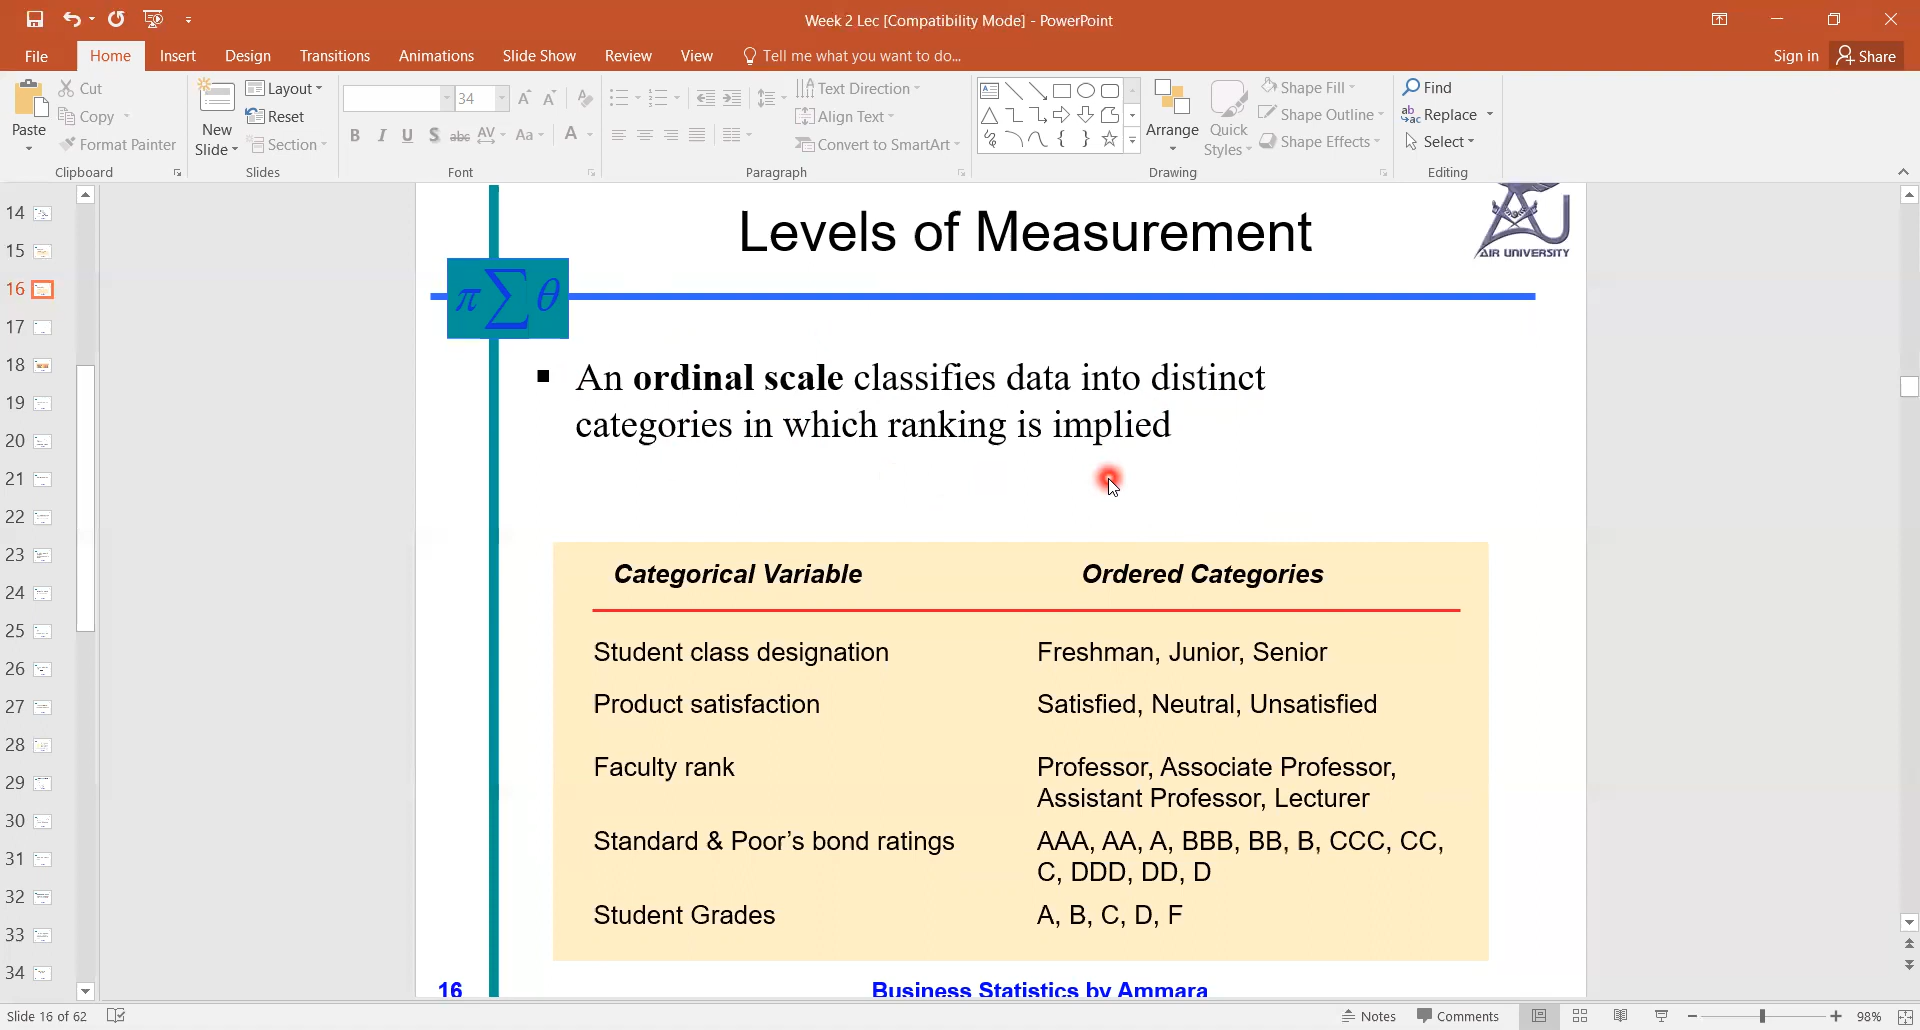 Week 2 Lec [Compatibility Mode] - PowerPoint
File Home Insert Design Transitions Animations Slide Show Review View Tell me what you want to do... Sign in Share
Paste
Cut
Copy
Format Painter
Clipboard
New Slide
Layout
Reset
Section
Slides
34
B I U S abc AV Aa A
Font
Text Direction
Align Text
Convert to SmartArt
Paragraph
Arrange
Quick Styles
Shape Fill
Shape Outline
Shape Effects
Drawing
Find
Replace
Select
Editing
14
15
16
17
18
19
20
21
22
23
24
25
26
27
28
29
30
31
32
33
34
Levels of Measurement
AIR UNIVERSITY
π∑θ
▪ An ordinal scale classifies data into distinct
categories in which ranking is implied
Categorical Variable Ordered Categories
Student class designation Freshman, Junior, Senior
Product satisfaction Satisfied, Neutral, Unsatisfied
Faculty rank Professor, Associate Professor,
Assistant Professor, Lecturer
Standard & Poor’s bond ratings AAA, AA, A, BBB, BB, B, CCC, CC,
C, DDD, DD, D
Student Grades A, B, C, D, F
16 Business Statistics by Ammara
Slide 16 of 62 Notes Comments 98%